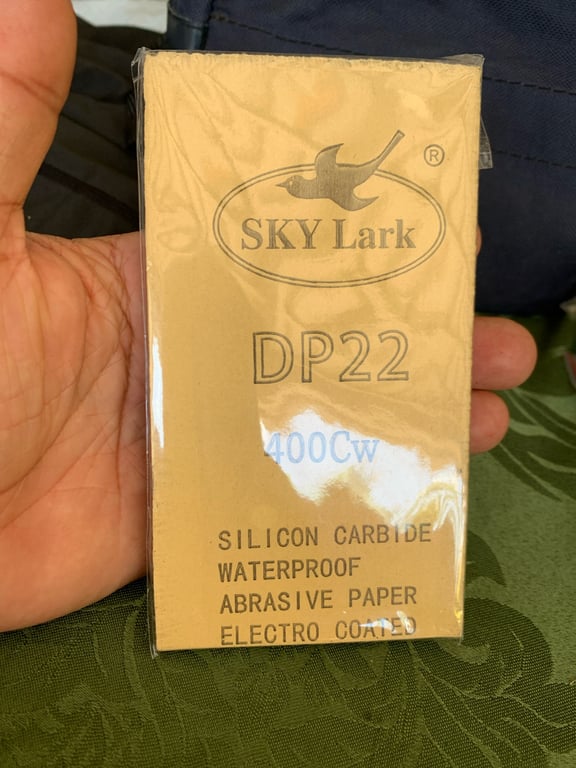 ®
SKY Lark
DP22
400Cw
SILICON CARBIDE
WATERPROOF
ABRASIVE PAPER
ELECTRO COATED